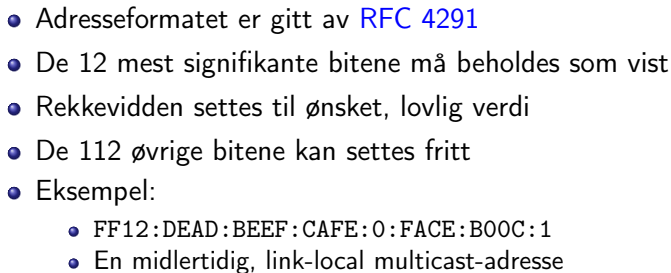 Adresseformatet er gitt av RFC 4291
De 12 mest signifikante bitene må beholdes som vist
Rekkevidden settes til ønsket, lovlig verdi
De 112 øvrige bitene kan settes fritt
Eksempel:
FF12:DEAD:BEEF:CAFE:0:FACE:B00C:1
En midlertidig, link-local multicast-adresse